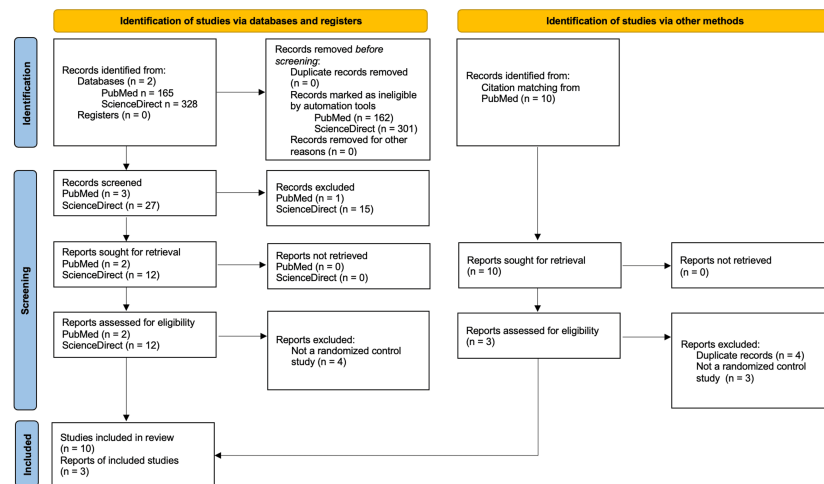 Identification of studies via databases and registers
Identification of studies via other methods
Identification
Records identified from:
Databases (n = 2)
PubMed n = 165
ScienceDirect n = 328
Registers (n = 0)
Records removed before
screening:
Duplicate records removed
(n = 0)
Records marked as ineligible
by automation tools
PubMed (n = 162)
ScienceDirect (n = 301)
Records removed for other
reasons (n = 0)
Records identified from:
Citation matching from
PubMed (n = 10)
Screening
Records screened
PubMed (n = 3)
ScienceDirect (n = 27)
Records excluded
PubMed (n = 1)
ScienceDirect (n = 15)
Reports sought for retrieval
PubMed (n = 2)
ScienceDirect (n = 12)
Reports not retrieved
PubMed (n = 0)
ScienceDirect (n = 0)
Reports sought for retrieval
(n = 10)
Reports not retrieved
(n = 0)
Reports assessed for eligibility
PubMed (n = 2)
ScienceDirect (n = 12)
Reports excluded:
Not a randomized control
study (n = 4)
Reports assessed for eligibility
(n = 3)
Reports excluded:
Duplicate records (n = 4)
Not a randomized control
study (n = 3)
Included
Studies included in review
(n = 10)
Reports of included studies
(n = 3)